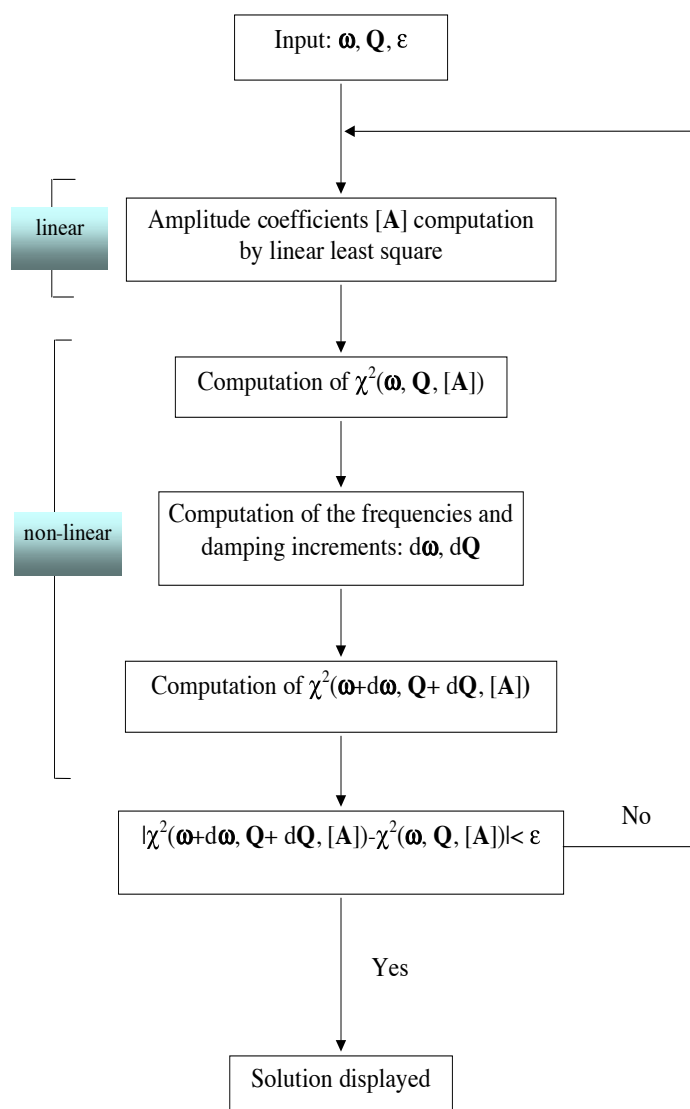 Input: ω, Q, ε
linear
Amplitude coefficients [A] computation
by linear least square
Computation of χ²(ω, Q, [A])
non-linear
Computation of the frequencies and
damping increments: dω, dQ
Computation of χ²(ω+dω, Q+ dQ, [A])
|χ²(ω+dω, Q+ dQ, [A])-χ²(ω, Q, [A])|< ε
No
Yes
Solution displayed